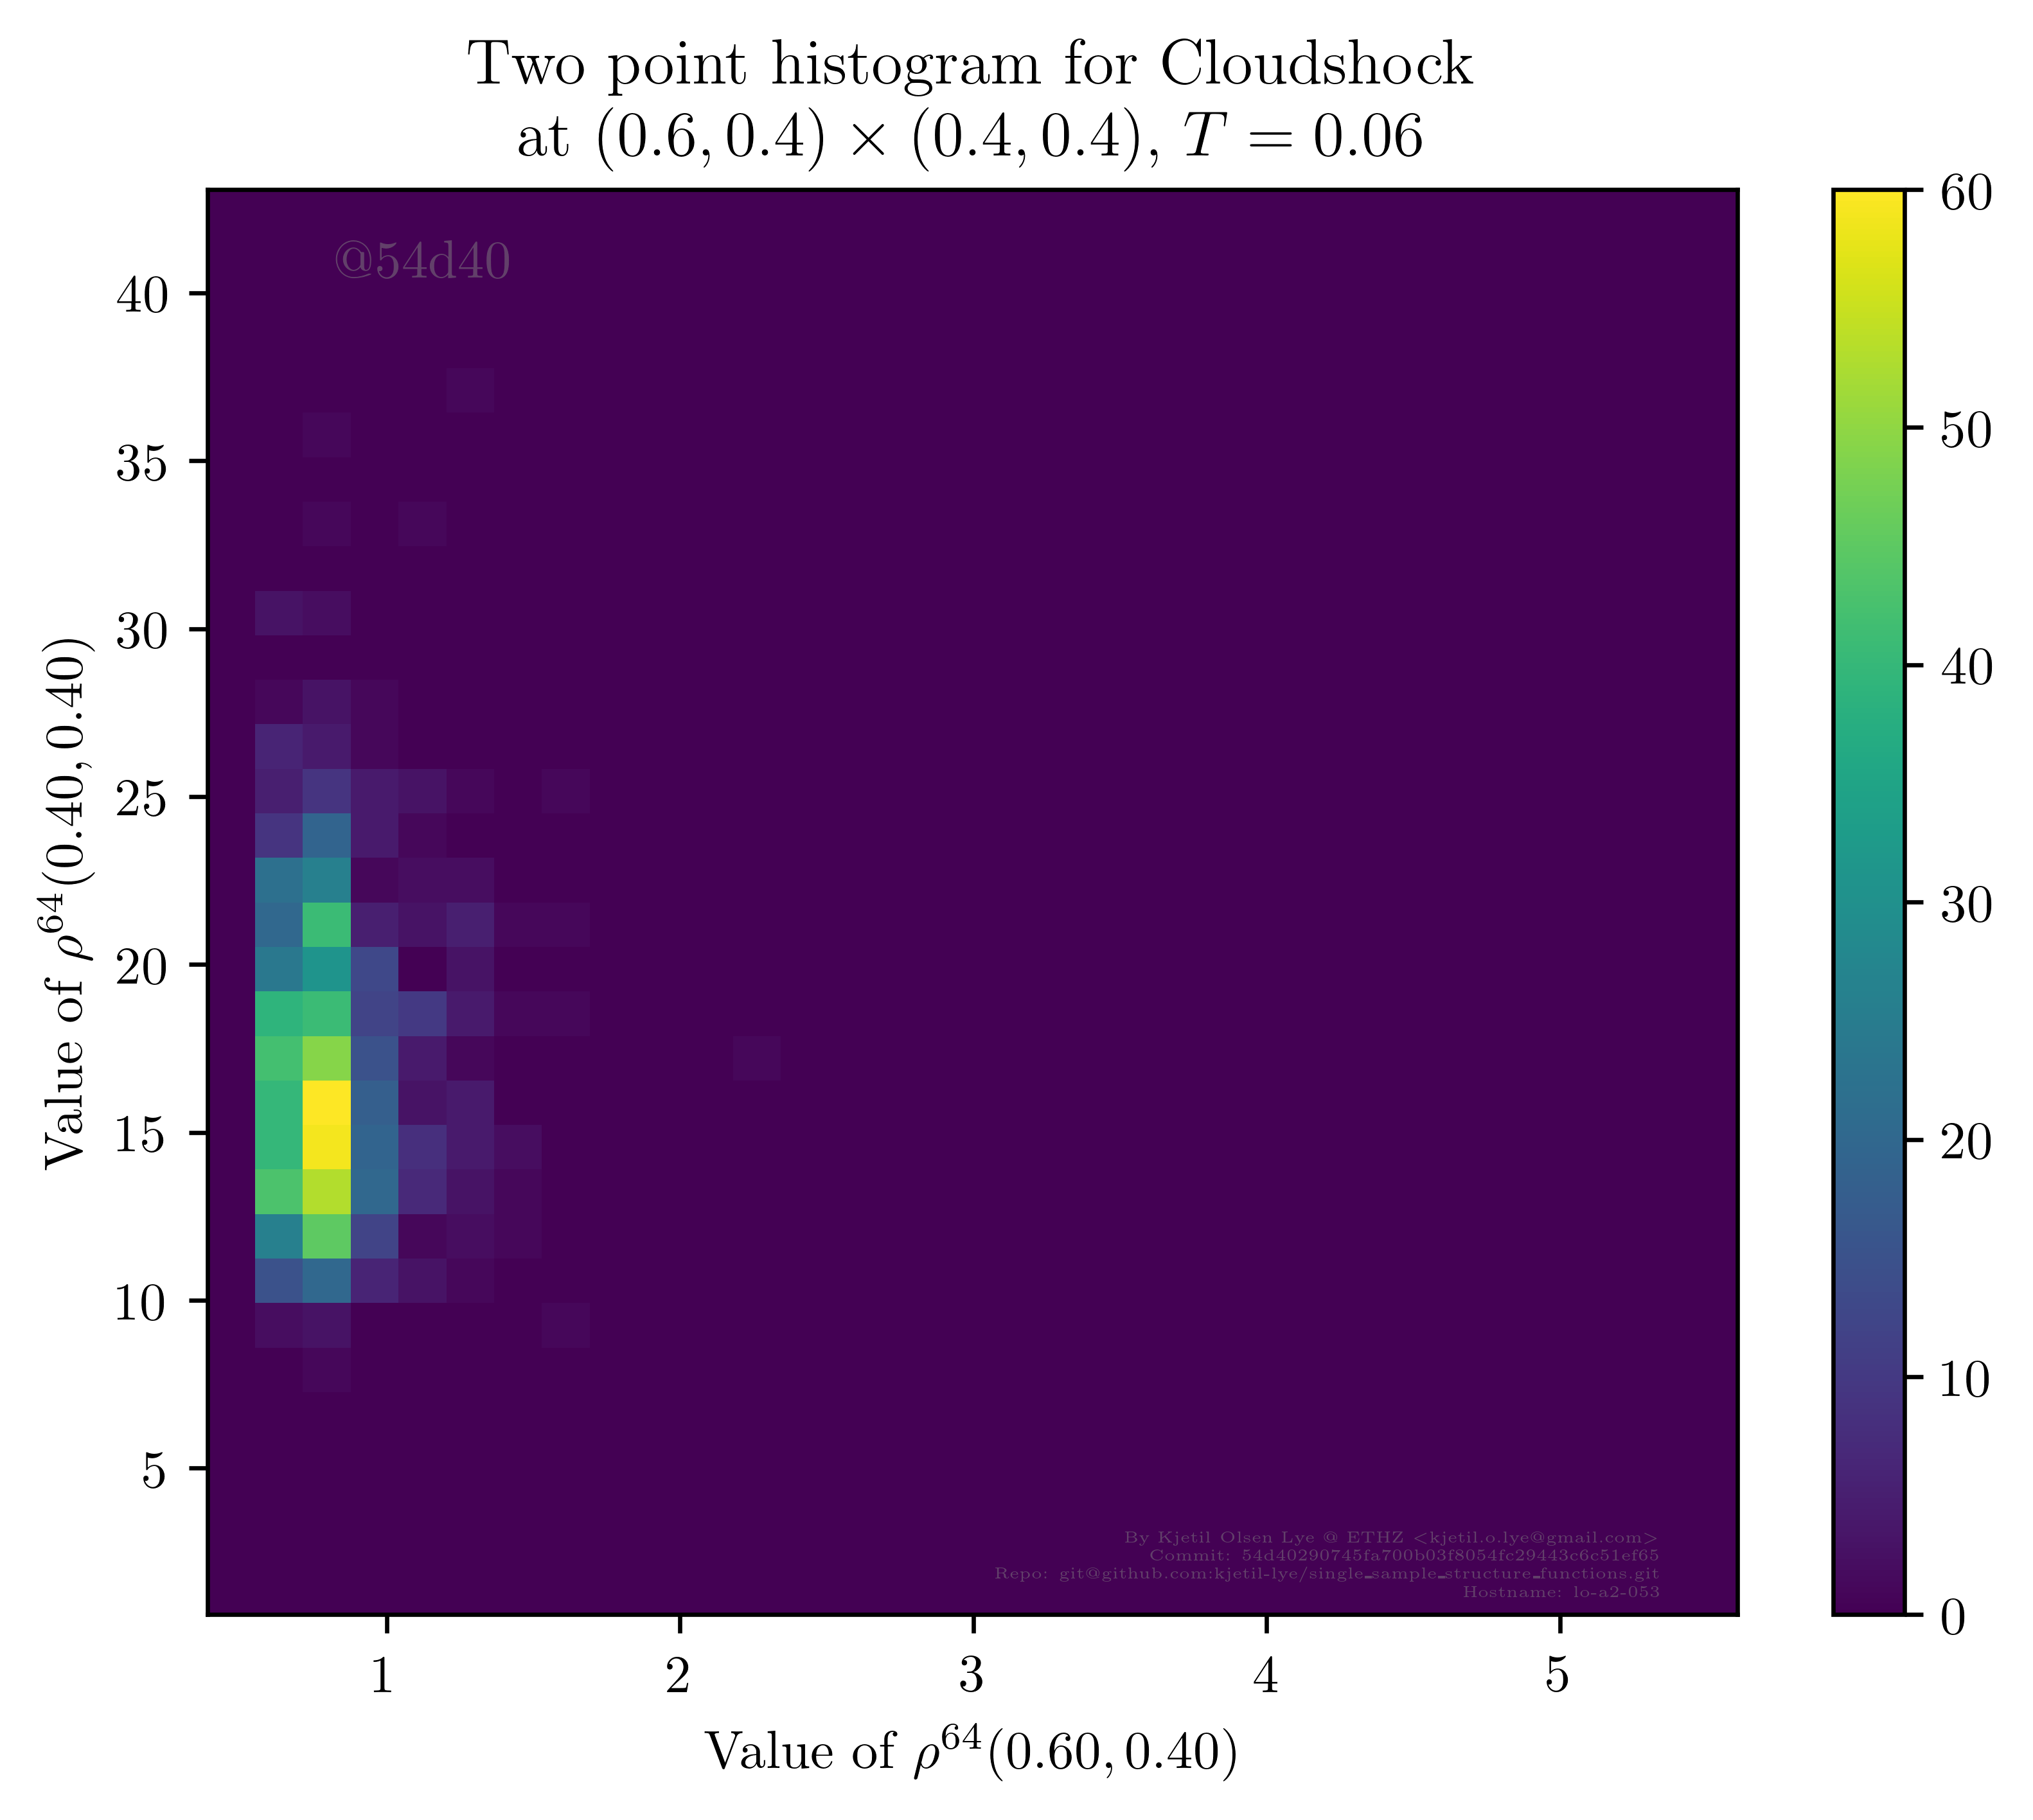 Two point histogram for Cloudshock
at (0.6, 0.4) × (0.4, 0.4), T = 0.06
@54d40
40
35
30
25
20
15
10
5
Value of ρ^64(0.40, 0.40)
1
2
3
4
5
Value of ρ^64(0.60, 0.40)
60
50
40
30
20
10
0
By Kjetil Olsen Lye @ ETHZ <kjetil.o.lye@gmail.com>
Commit: 54d40290745fa700b03f8054fc29443c6c51ef65
Repo: git@github.com:kjetil-lye/single_sample_structure_functions.git
Hostname: lo-a2-053